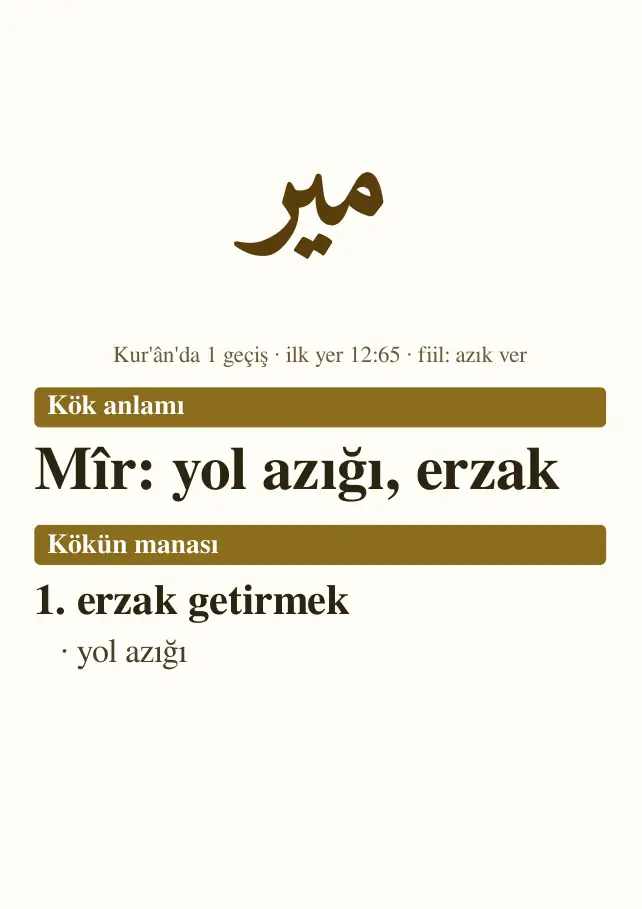 مير
Kur'ân'da 1 geçiş · ilk yer 12:65 · fiil: azık ver
Kök anlamı
Mîr: yol azığı, erzak
Kökün manası
1. erzak getirmek
· yol azığı